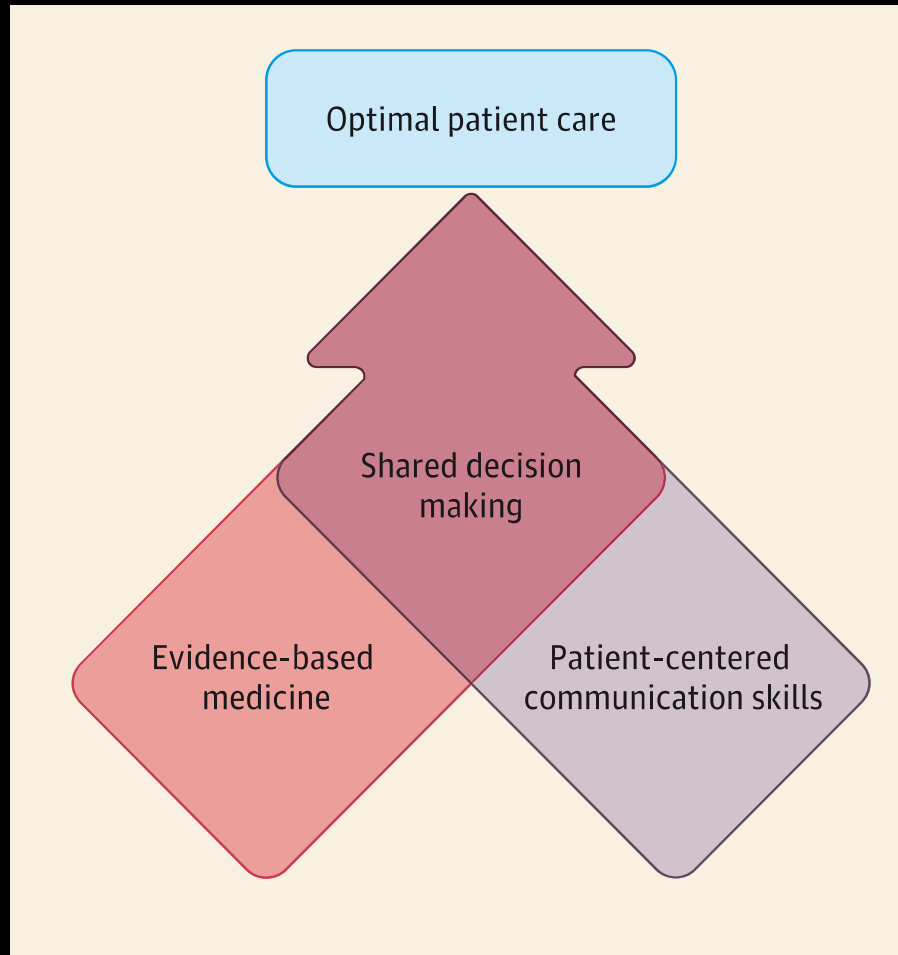 Optimal patient care
Shared decision
making
Evidence-based
medicine
Patient-centered
communication skills